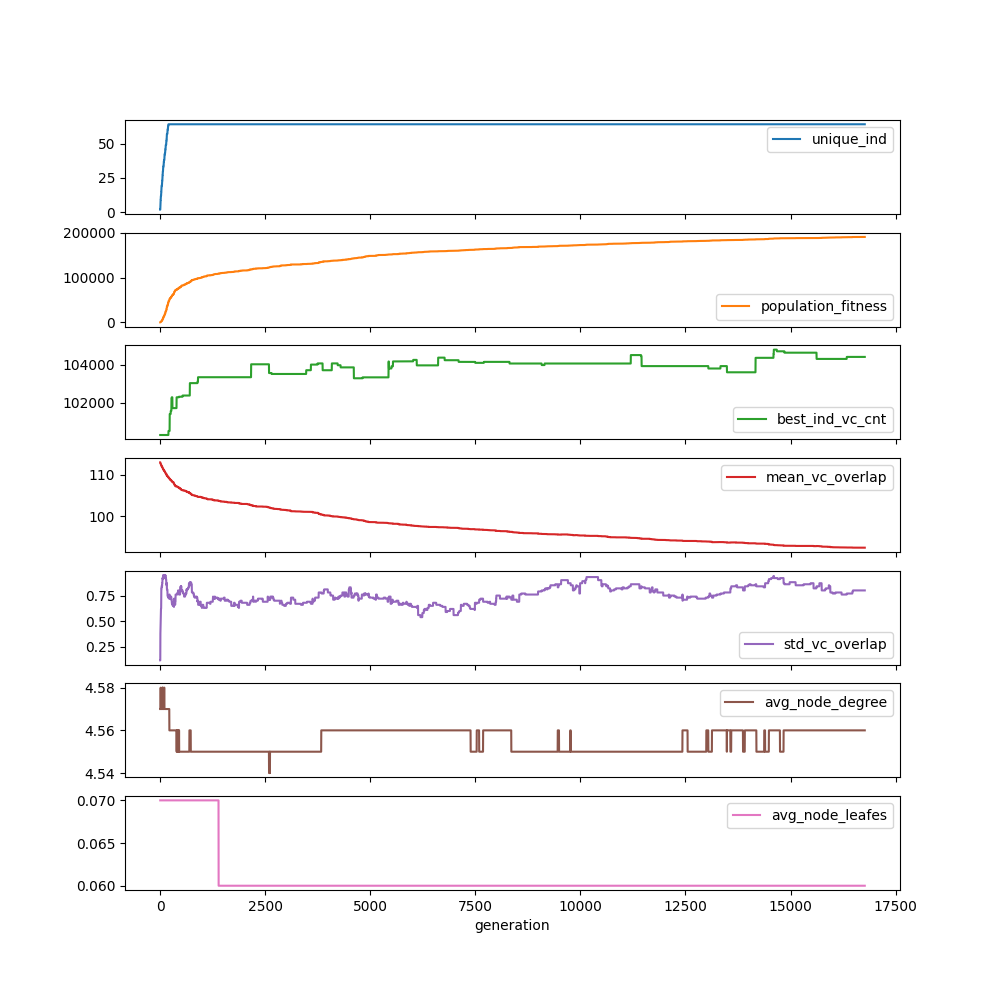 50
25
0
unique_ind
200000
100000
0
population_fitness
104000
102000
best_ind_vc_cnt
110
100
mean_vc_overlap
0.75
0.50
0.25
std_vc_overlap
4.58
4.56
4.54
avg_node_degree
0.070
0.065
0.060
avg_node_leafes
0 2500 5000 7500 10000 12500 15000 17500
generation